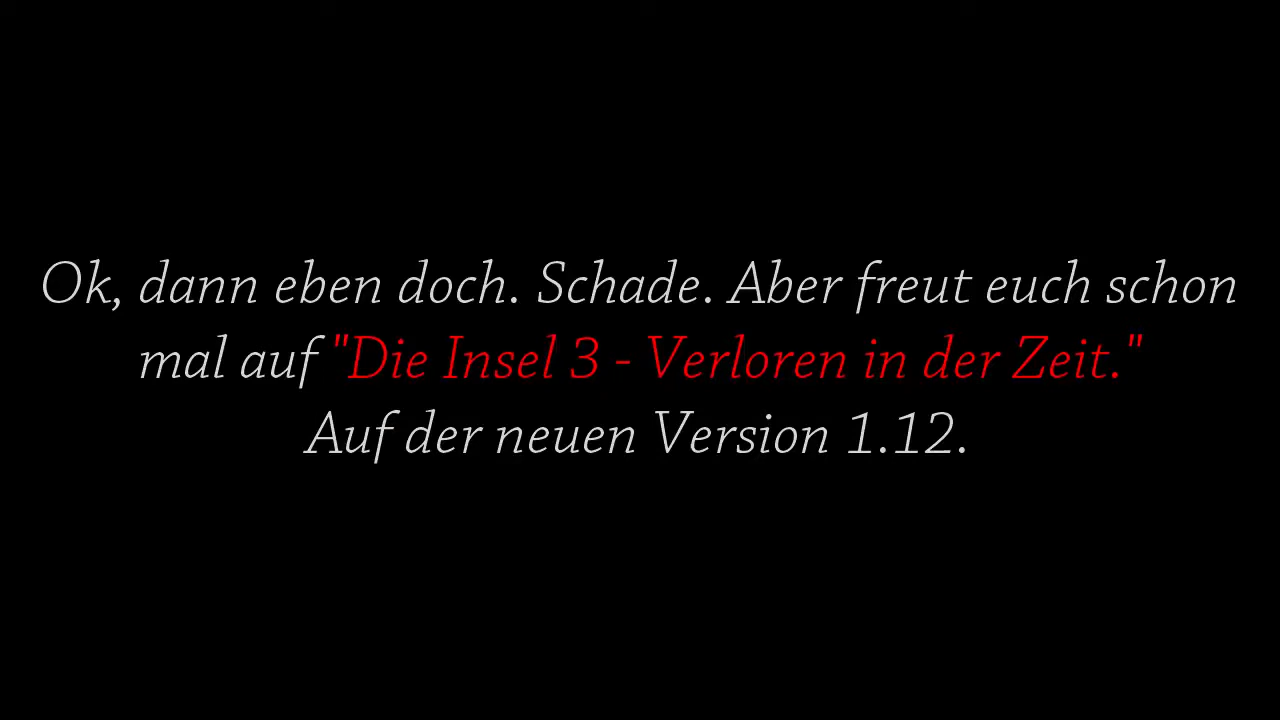 Ok, dann eben doch. Schade. Aber freut euch schon
mal auf "Die Insel 3 - Verloren in der Zeit."
Auf der neuen Version 1.12.